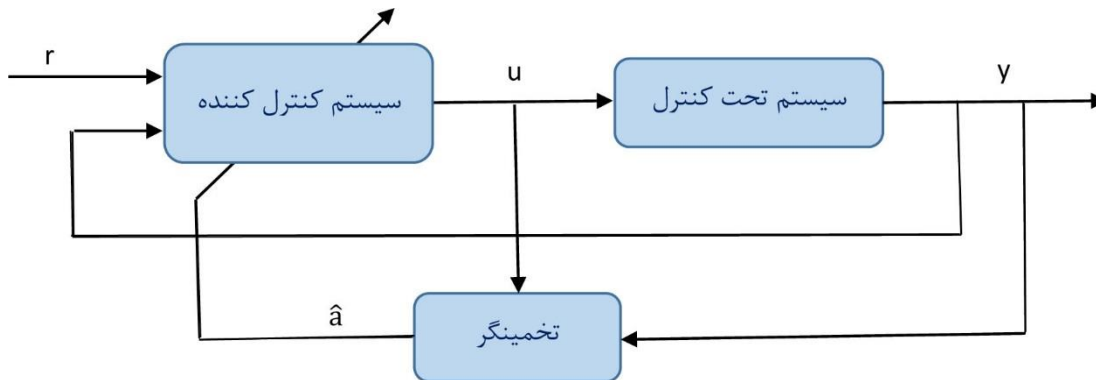 r
سیستم کنترل کننده
u
سیستم تحت کنترل
y
â
تخمینگر